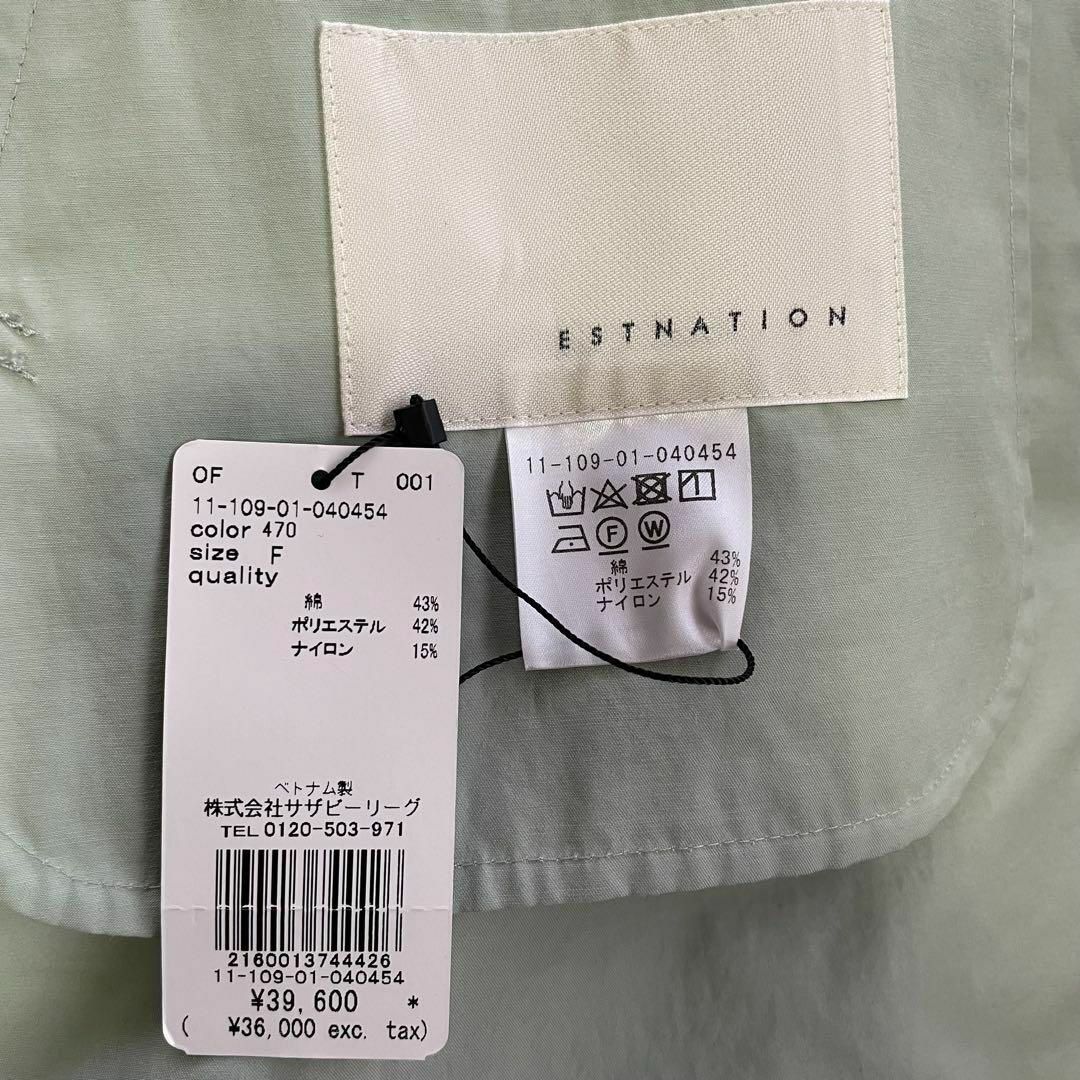 ESTNATION
11-109-01-040454
F W
綿 43%
ポリエステル 42%
ナイロン 15%
OF T 001
11-109-01-040454
color 470
size F
quality
綿 43%
ポリエステル 42%
ナイロン 15%
ベトナム製
株式会社サザビーリーグ
TEL 0120-503-971
2160013744426
11-109-01-040454
¥39,600 *
( ¥36,000 exc. tax)